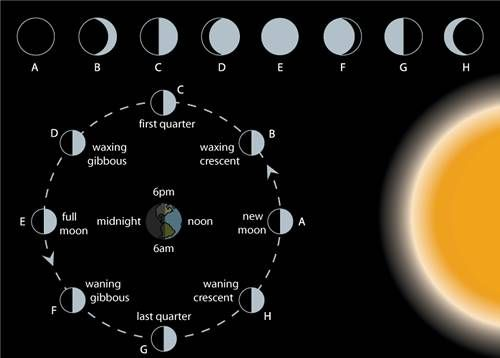 A B C D E F G H
C
first quarter
D
waxing
gibbous
waxing
crescent
B
6pm
E
full
moon
midnight
noon
new
moon
A
6am
waning
gibbous
F
waning
crescent
H
last quarter
G